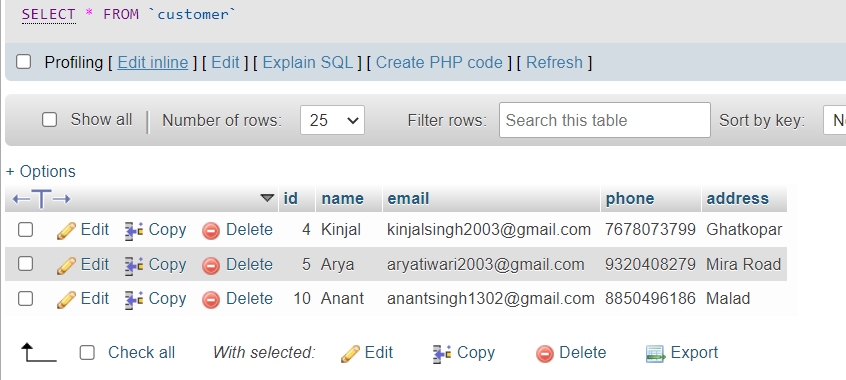 SELECT * FROM `customer`
Profiling [ Edit inline ] [ Edit ] [ Explain SQL ] [ Create PHP code ] [ Refresh ]
Show all Number of rows: 25 Filter rows: Search this table Sort by key:
+ Options
←T→ id name email phone address
Edit Copy Delete 4 Kinjal kinjalsingh2003@gmail.com 7678073799 Ghatkopar
Edit Copy Delete 5 Arya aryatiwari2003@gmail.com 9320408279 Mira Road
Edit Copy Delete 10 Anant anantsingh1302@gmail.com 8850496186 Malad
Check all With selected: Edit Copy Delete Export